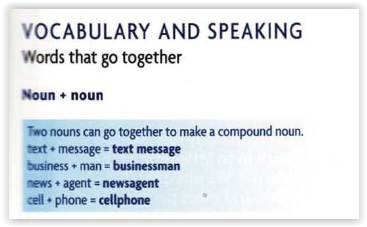 VOCABULARY AND SPEAKING
Words that go together
Noun + noun
Two nouns can go together to make a compound noun.
text + message = text message
business + man = businessman
news + agent = newsagent
cell + phone = cellphone